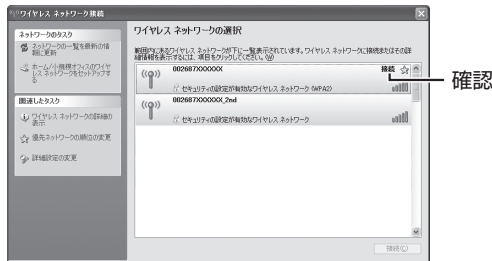 ワイヤレス ネットワーク接続
ネットワークのタスク
ネットワークの一覧を最新の情
報に更新
ホーム/小規模オフィスのワイヤ
レス ネットワークをセットアップす
る
関連したタスク
ワイヤレス ネットワークの詳細の
表示
優先ネットワークの順位の変更
詳細設定の変更
ワイヤレス ネットワークの選択
範囲内にあるワイヤレス ネットワークが下に一覧表示されています。ワイヤレス ネットワークに接続またはその詳
細情報を表示するには、項目をクリックしてください。(W)
002687XXXXXX 接続
セキュリティの設定が有効なワイヤレス ネットワーク (WPA2)
002687XXXXXX_2nd
セキュリティの設定が有効なワイヤレス ネットワーク
接続(C)
確認